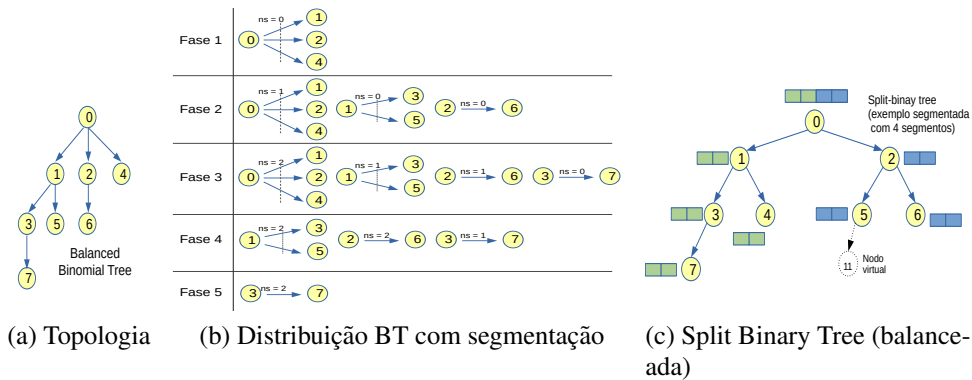 0
1
2
4
3
5
6
7
Balanced
Binomial Tree
(a) Topologia
Fase 1
ns = 0
0
1
2
4
Fase 2
ns = 1
0
1
2
4
ns=0
1
3
5
ns=0
2
6
Fase 3
ns = 2
0
1
2
4
ns = 1
1
3
5
ns=1
2
6
ns=0
3
7
Fase 4
ns = 2
1
3
5
ns= 2
2
6
ns=1
3
7
Fase 5
ns = 2
3
7
(b) Distribuição BT com segmentação
Split-binay tree
(exemplo segmentada
com 4 segmentos)
0
1
2
3
4
5
6
7
11
Nodo
virtual
(c) Split Binary Tree (balance-
ada)